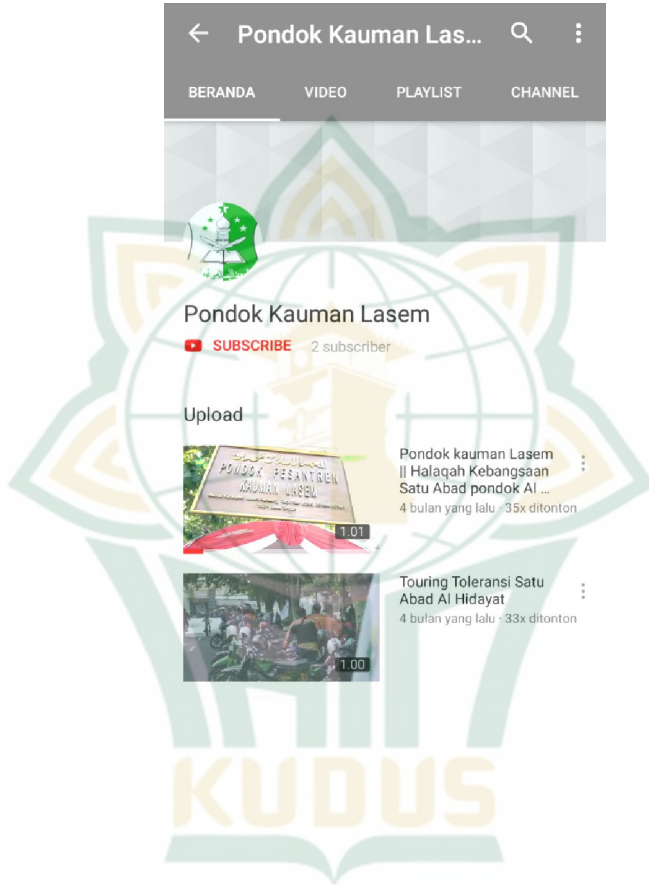 Pondok Kauman Las...
BERANDA VIDEO PLAYLIST CHANNEL
Pondok Kauman Lasem
SUBSCRIBE 2 subscriber
Upload
PONDOK PESANTREN
KAUMAN LASEM
1.01
Pondok kauman Lasem
|| Halaqah Kebangsaan
Satu Abad pondok Al ...
4 bulan yang lalu · 35x ditonton
1.00
Touring Toleransi Satu
Abad Al Hidayat
4 bulan yang lalu · 33x ditonton
KUDUS